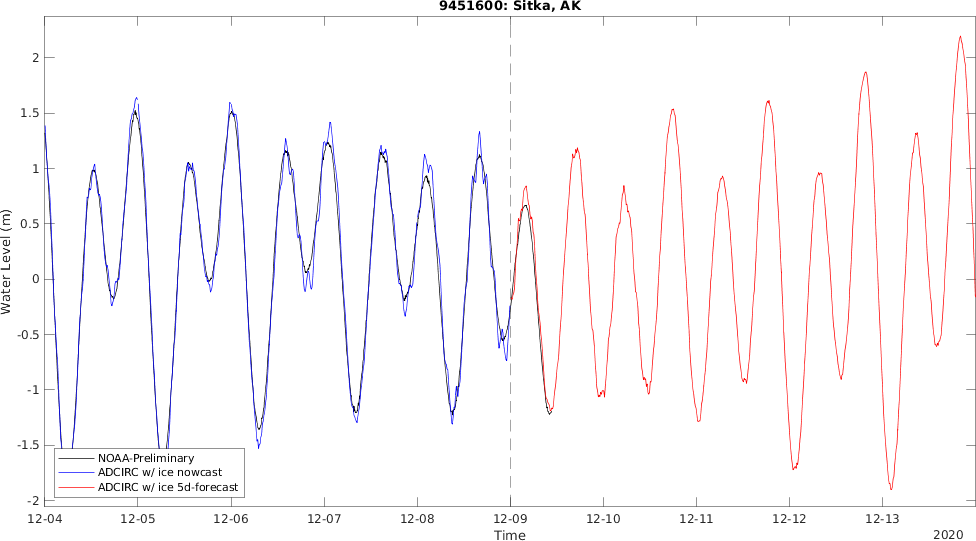 9451600: Sitka, AK
Water Level (m)
2
1.5
1
0.5
0
-0.5
-1
-1.5
-2
NOAA-Preliminary
ADCIRC w/ ice nowcast
ADCIRC w/ ice 5d-forecast
12-04 12-05 12-06 12-07 12-08 12-09 12-10 12-11 12-12 12-13
Time
2020